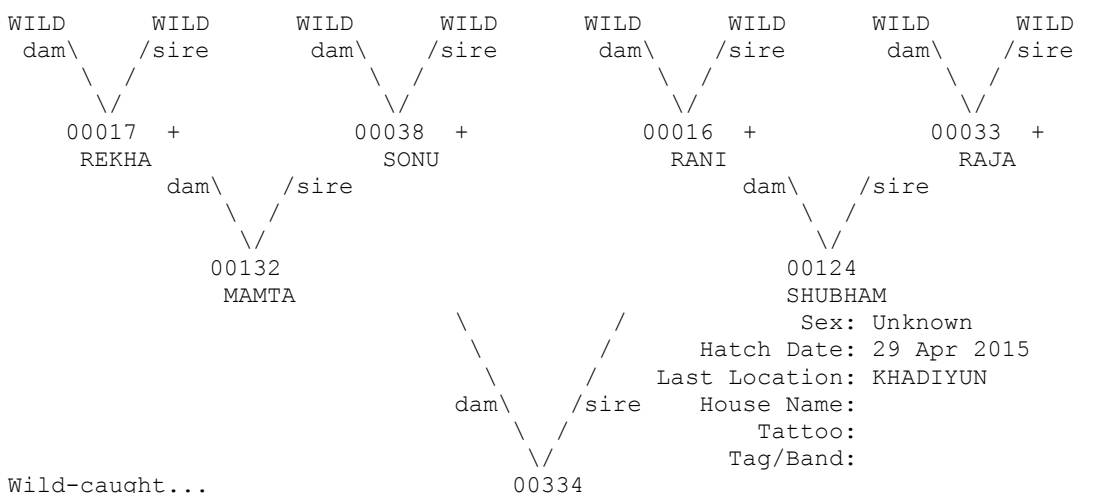 WILD WILD WILD WILD WILD WILD WILD WILD
dam\ /sire dam\ /sire dam\ /sire dam\ /sire
\ / \ / \ / \ /
\/ \/ \/ \/
00017 + 00038 + 00016 + 00033 +
REKHA SONU RANI RAJA
dam\ /sire dam\ /sire
\ / \ /
\/ \/
00132 00124
MAMTA SHUBHAM
\ / Sex: Unknown
\ / Hatch Date: 29 Apr 2015
\ / Last Location: KHADIYUN
dam\ /sire House Name:
\ / Tattoo:
\/ Tag/Band:
Wild-caught... 00334